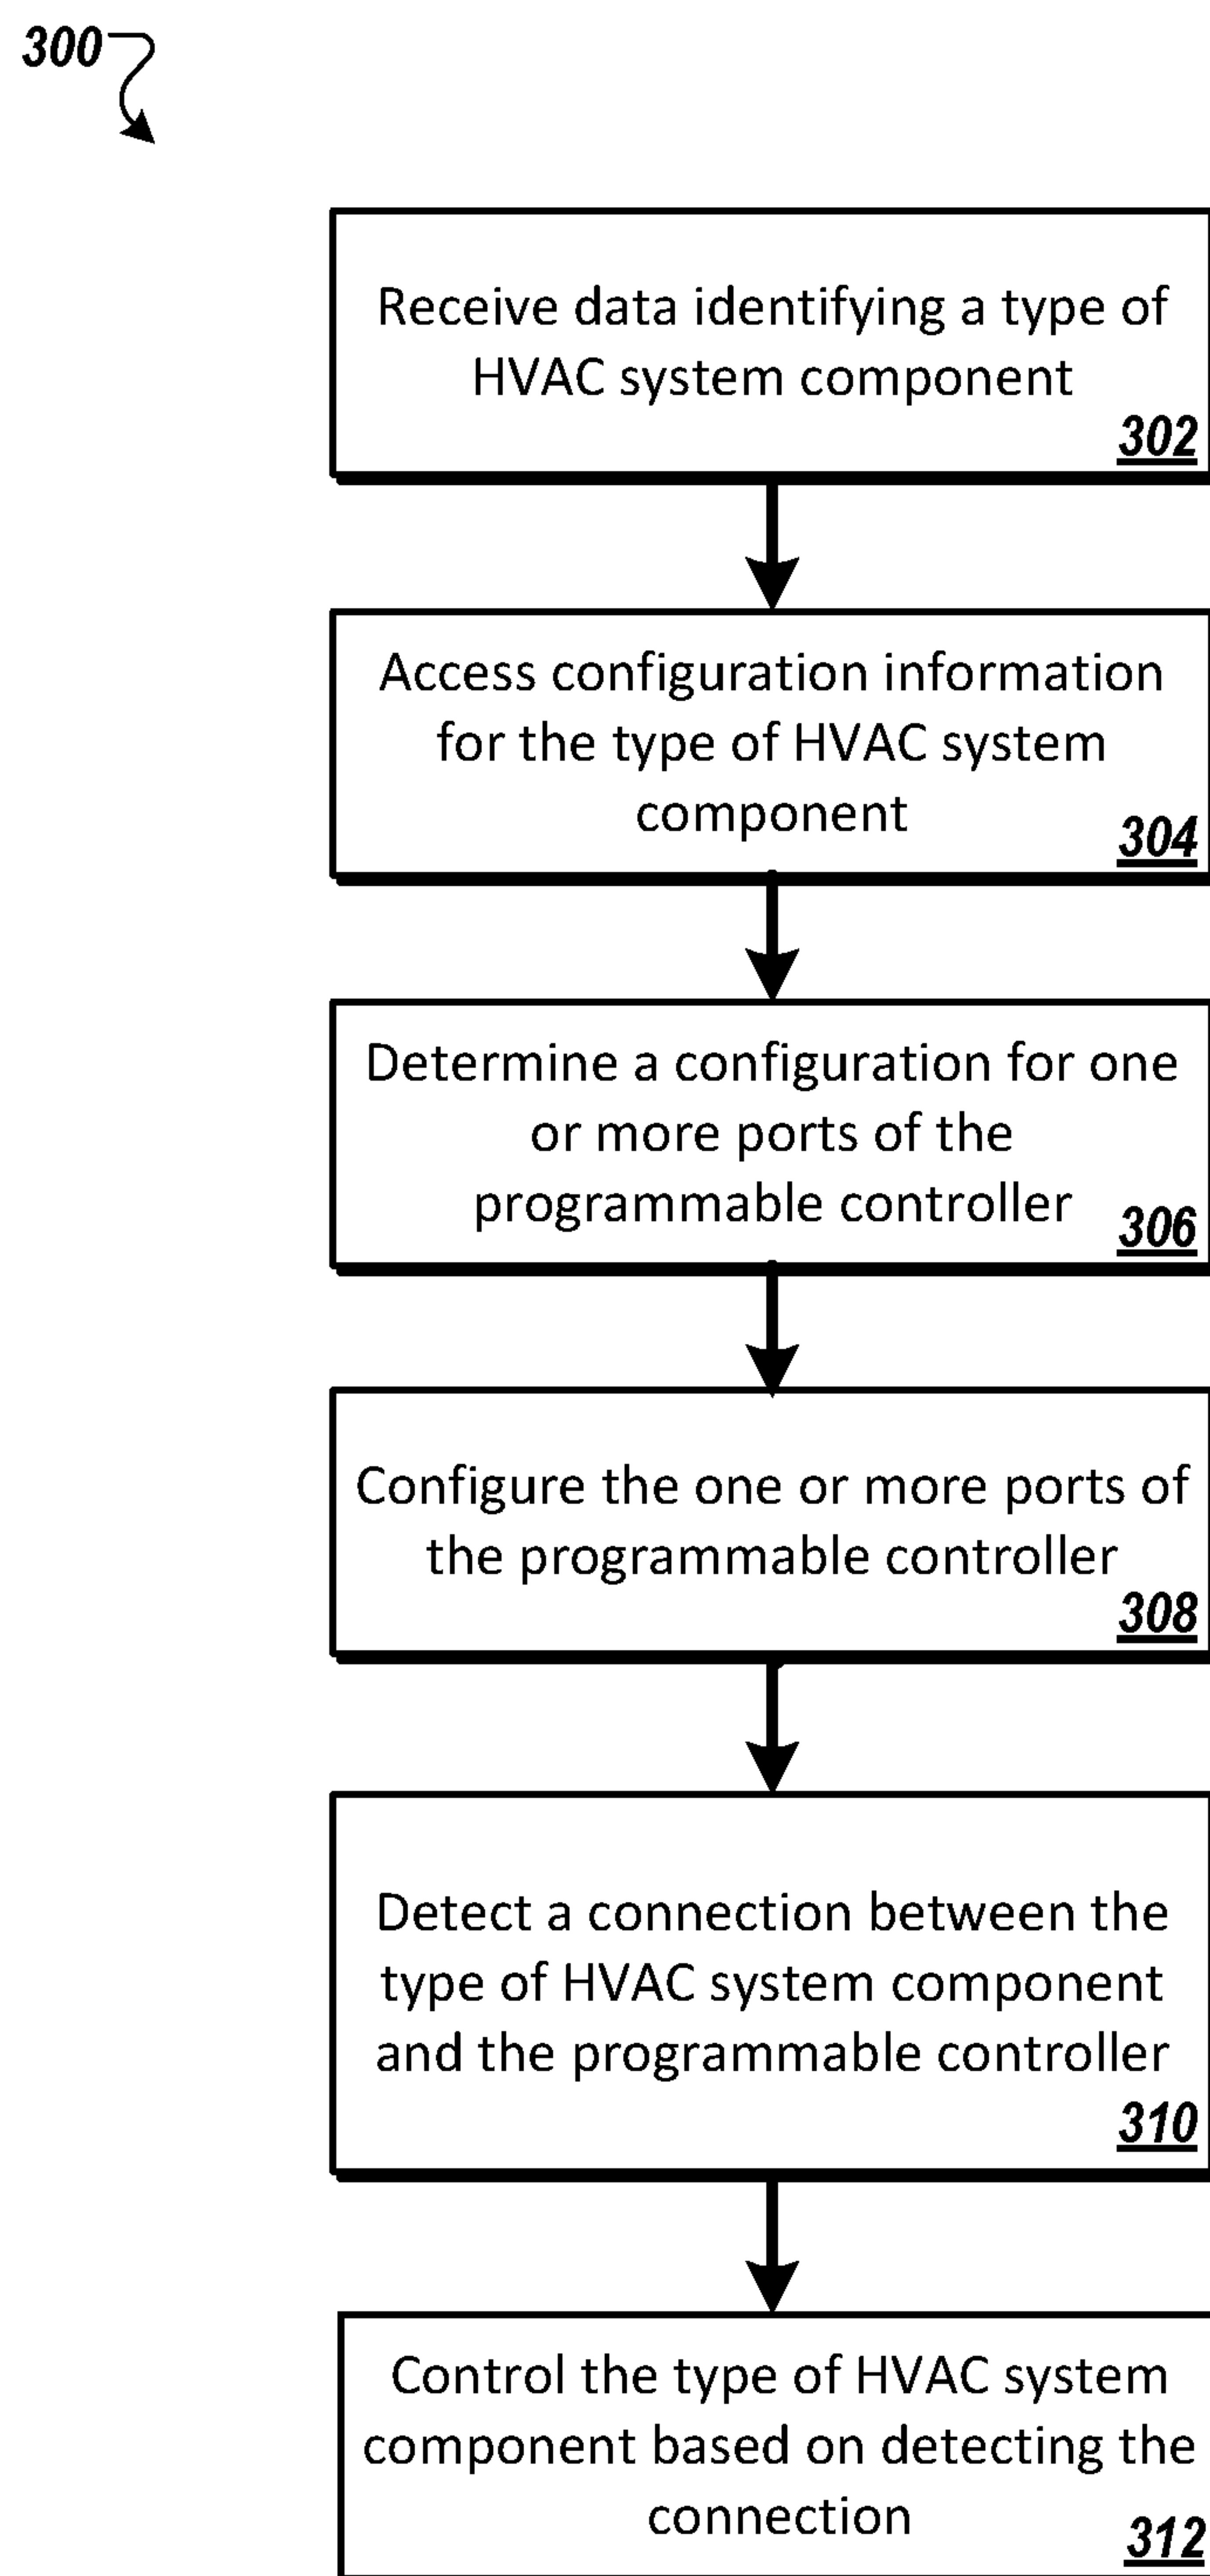 300
Receive data identifying a type of
HVAC system component
302
Access configuration information
for the type of HVAC system
component
304
Determine a configuration for one
or more ports of the
programmable controller
306
Configure the one or more ports of
the programmable controller
308
Detect a connection between the
type of HVAC system component
and the programmable controller
310
Control the type of HVAC system
component based on detecting the
connection
312